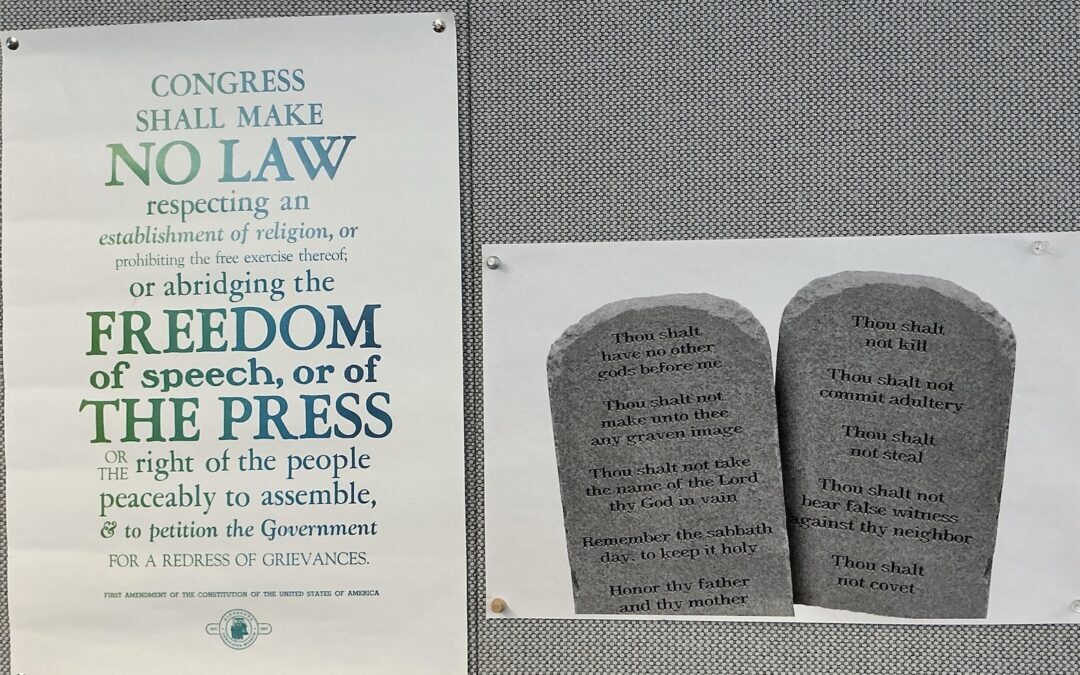 CONGRESS
SHALL MAKE
NO LAW
respecting an
establishment of religion, or
prohibiting the free exercise thereof;
or abridging the
FREEDOM
of speech, or of
THE PRESS
OR THE right of the people
peaceably to assemble,
& to petition the Government
FOR A REDRESS OF GRIEVANCES.
FIRST AMENDMENT OF THE CONSTITUTION OF THE UNITED STATES OF AMERICA
Thou shalt
have no other
gods before me
Thou shalt not
make unto thee
any graven image
Thou shalt not take
the name of the Lord
thy God in vain
Remember the sabbath
day, to keep it holy
Honor thy father
and thy mother
Thou shalt
not kill
Thou shalt not
commit adultery
Thou shalt
not steal
Thou shalt not
bear false witness
against thy neighbor
Thou shalt
not covet